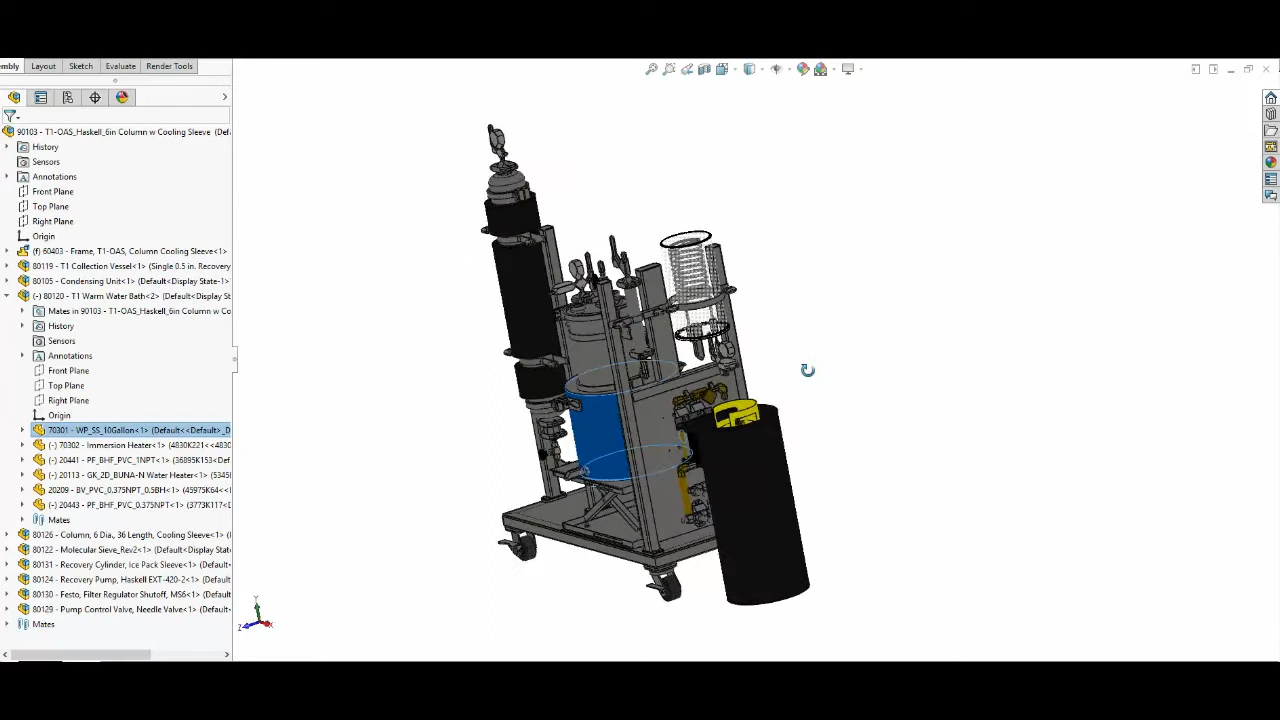 embly Layout Sketch Evaluate Render Tools
90103 - T1-OAS_Haskell_6in Column w Cooling Sleeve (Def
History
Sensors
Annotations
Front Plane
Top Plane
Right Plane
Origin
(f) 60403 - Frame, T1-OAS, Column Cooling Sleeve<1>
80119 - T1 Collection Vessel<1> (Single 0.5 in. Recovery
80105 - Condensing Unit<1> (Default<Display State-1>
(-) 80120 - T1 Warm Water Bath<2> (Default<Display St
Mates in 90103 - T1-OAS_Haskell_6in Column w Co
History
Sensors
Annotations
Front Plane
Top Plane
Right Plane
Origin
70301 - WP_SS_10Gallon<1> (Default<<Default>_D
(-) 70302 - Immersion Heater<1> (4830K221<<4830
(-) 20441 - PF_BHF_PVC_1NPT<1> (36895K153<De
(-) 20113 - GK_2D_BUNA-N Water Heater<1> (5345
20209 - BV_PVC_0.375NPT_0.5BH<1> (45975K64<<
(-) 20443 - PF_BHF_PVC_0.375NPT<1> (3773K117<
Mates
80126 - Column, 6 Dia., 36 Length, Cooling Sleeve<1> (
80122 - Molecular Sieve_Rev2<1> (Default<Display Stat
80131 - Recovery Cylinder, Ice Pack Sleeve<1> (Default
80124 - Recovery Pump, Haskell EXT-420-2<1> (Default
80130 - Festo, Filter Regulator Shutoff, MS6<1> (Defaul
80129 - Pump Control Valve, Needle Valve<1> (Default
Mates
Y
Z
X